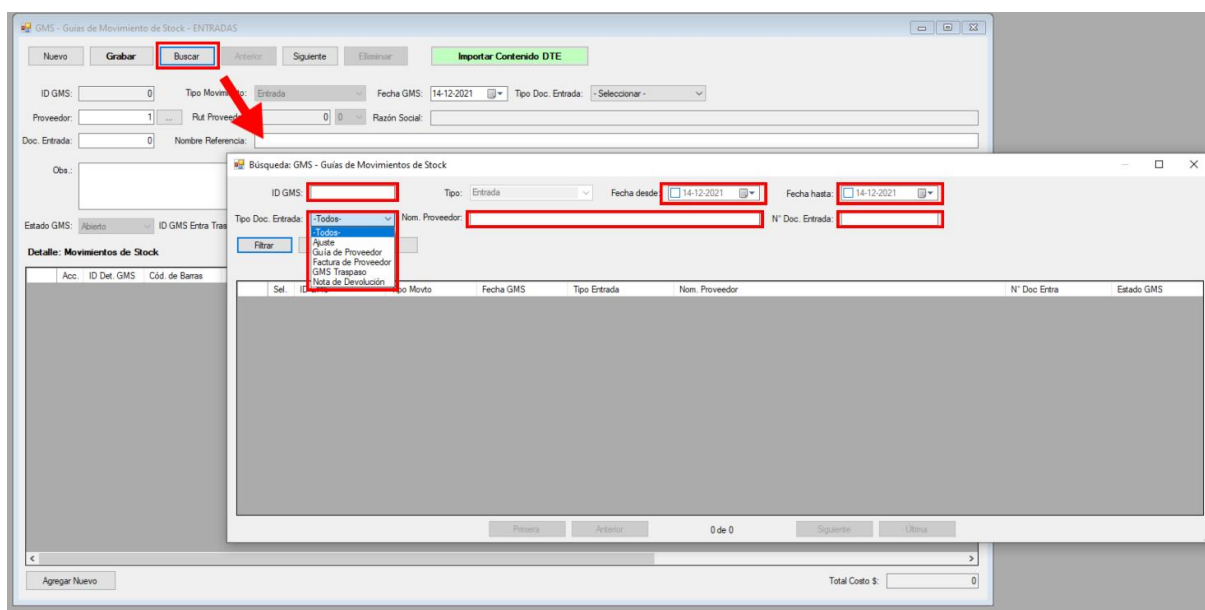 GMS - Guías de Movimiento de Stock - ENTRADAS
Nuevo Grabar Buscar Anterior Siguiente Eliminar Importar Contenido DTE
ID GMS: 0 Tipo Movimiento: Entrada Fecha GMS: 14-12-2021 Tipo Doc. Entrada: - Seleccionar -
Proveedor: 1 ... Rut Proveed 0 0 Razón Social:
Doc. Entrada: 0 Nombre Referencia:
Obs.:
Estado GMS: Abierto ID GMS Entra Tras
Detalle: Movimientos de Stock
Acc. ID Det. GMS Cód. de Barras
Búsqueda: GMS - Guías de Movimientos de Stock
ID GMS: Tipo: Entrada Fecha desde: 14-12-2021 Fecha hasta: 14-12-2021
Tipo Doc. Entrada: -Todos- Nom. Proveedor: N° Doc. Entrada:
-Todos-
Ajuste
Guía de Proveedor
Factura de Proveedor
GMS Traspaso
Nota de Devolución
Filtrar
Sel. Tipo Movto Fecha GMS Tipo Entrada Nom. Proveedor N° Doc Entra Estado GMS
Primera Anterior 0 de 0 Siguiente Última
Agregar Nuevo Total Costo $: 0